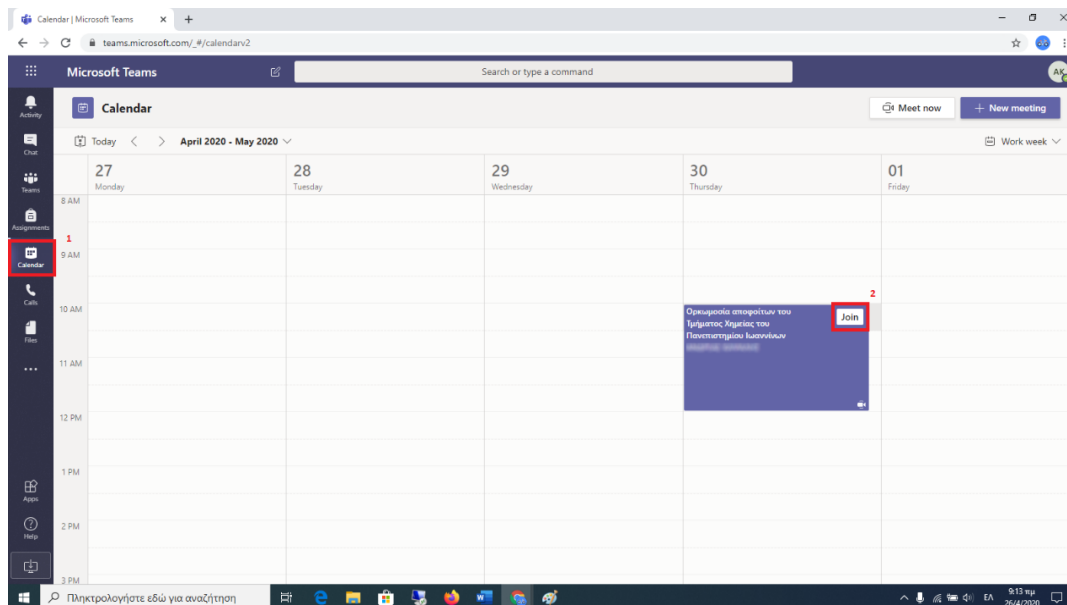 Calendar | Microsoft Teams
teams.microsoft.com/_#/calendarv2
Microsoft Teams
Search or type a command
AK
Activity
Chat
Teams
Assignments
1
Calendar
Calls
Files
Apps
Help
Calendar
Meet now
+ New meeting
Today
April 2020 - May 2020
Work week
27
Monday
28
Tuesday
29
Wednesday
30
Thursday
01
Friday
8 AM
9 AM
10 AM
11 AM
12 PM
1 PM
2 PM
3 PM
2
Ορκωμοσία αποφοίτων του
Τμήματος Χημείας του
Πανεπιστημίου Ιωαννίνων
Join
Πληκτρολογήστε εδώ για αναζήτηση
ΕΛ
9:13 πμ
26/4/2020